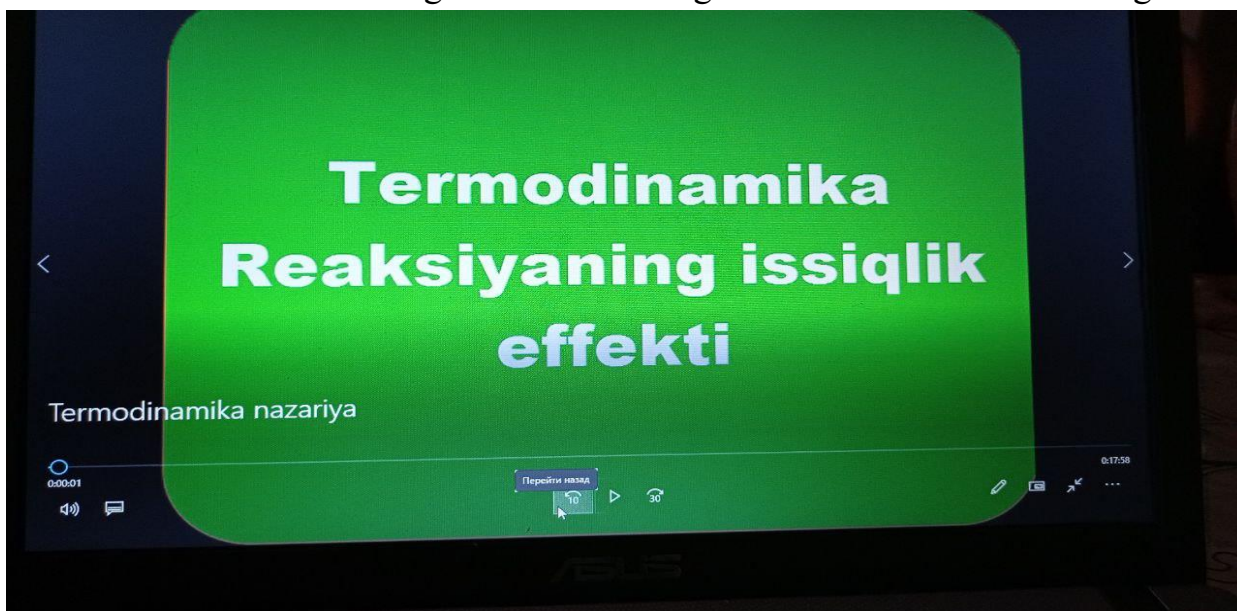 Termodinamika
Reaksiyaning issiqlik
effekti
Termodinamika nazariya
0:00:01
0:17:58
Перейти назад
10
30
ASUS